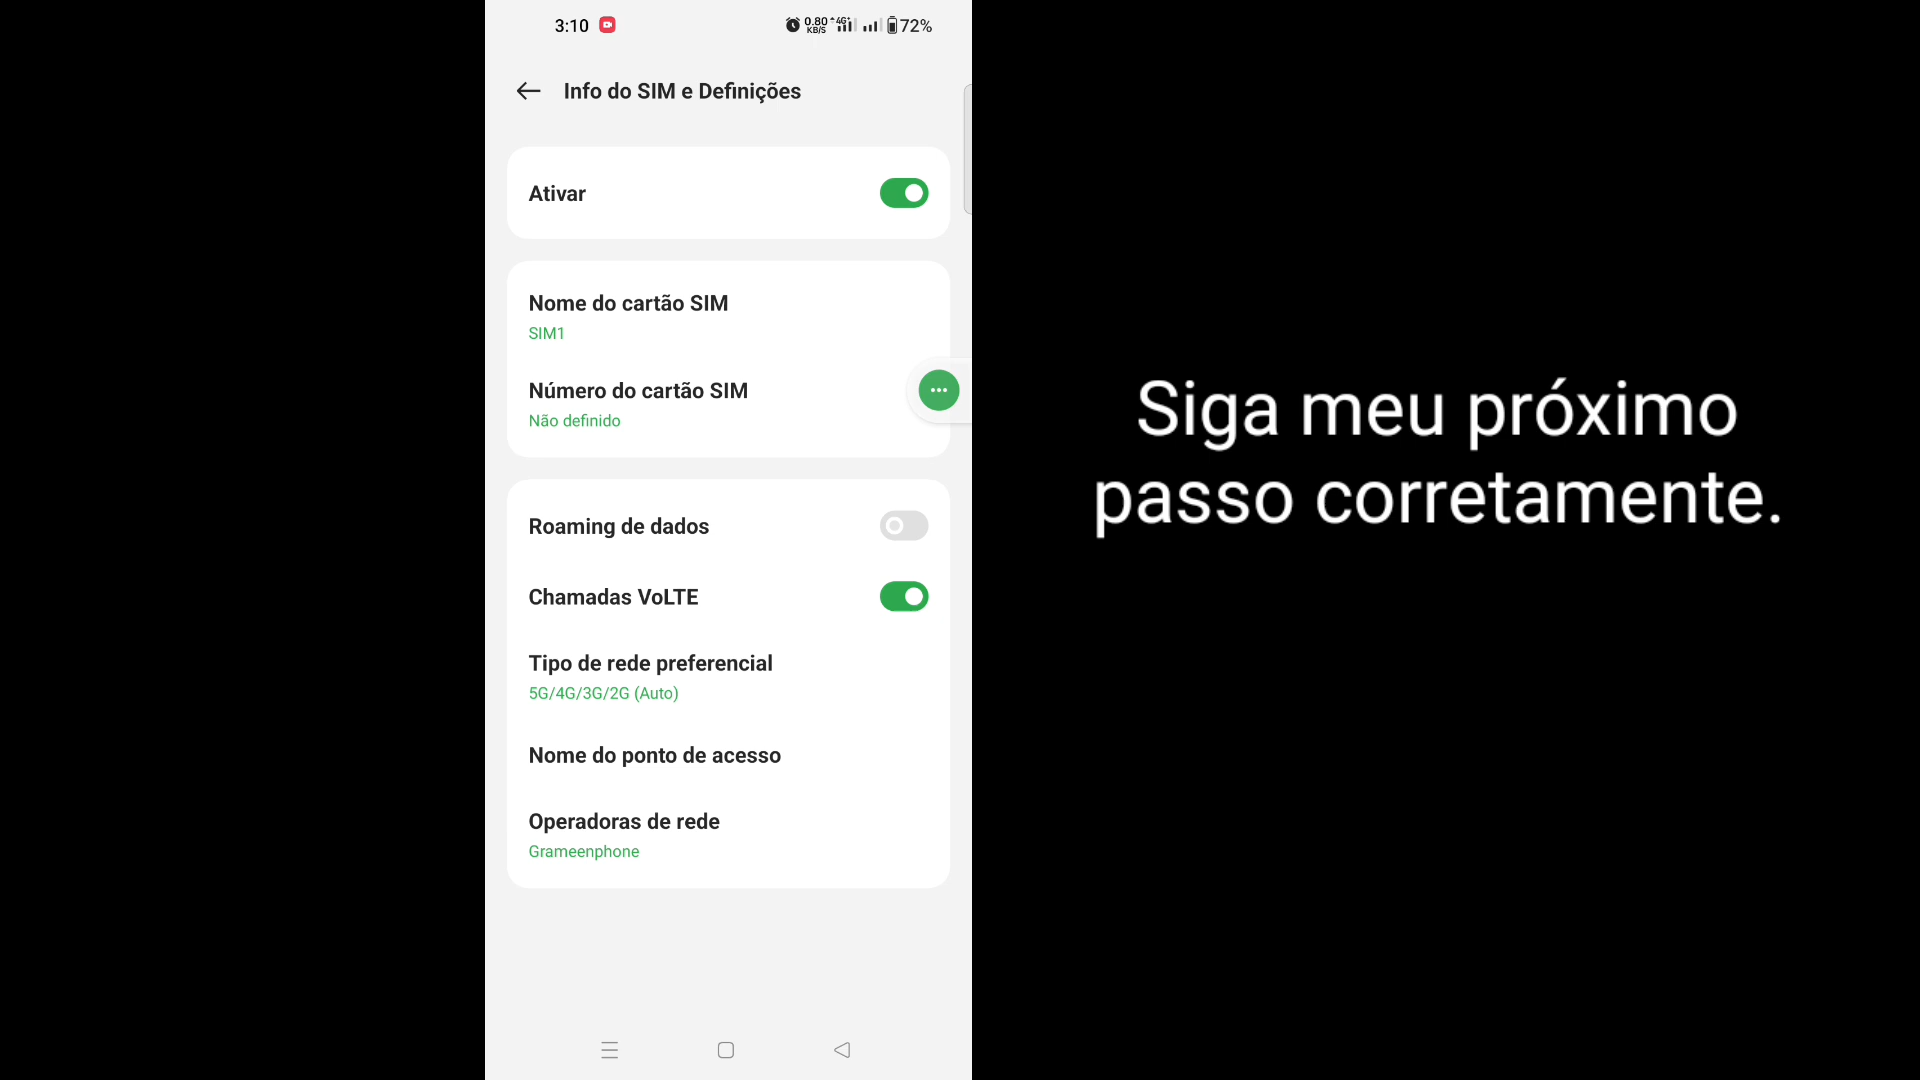 3:10
0.80 KB/S 4G+ 72%
Info do SIM e Definições
Ativar
Nome do cartão SIM
SIM1
Número do cartão SIM
Não definido
Roaming de dados
Chamadas VoLTE
Tipo de rede preferencial
5G/4G/3G/2G (Auto)
Nome do ponto de acesso
Operadoras de rede
Grameenphone
Siga meu próximo
passo corretamente.